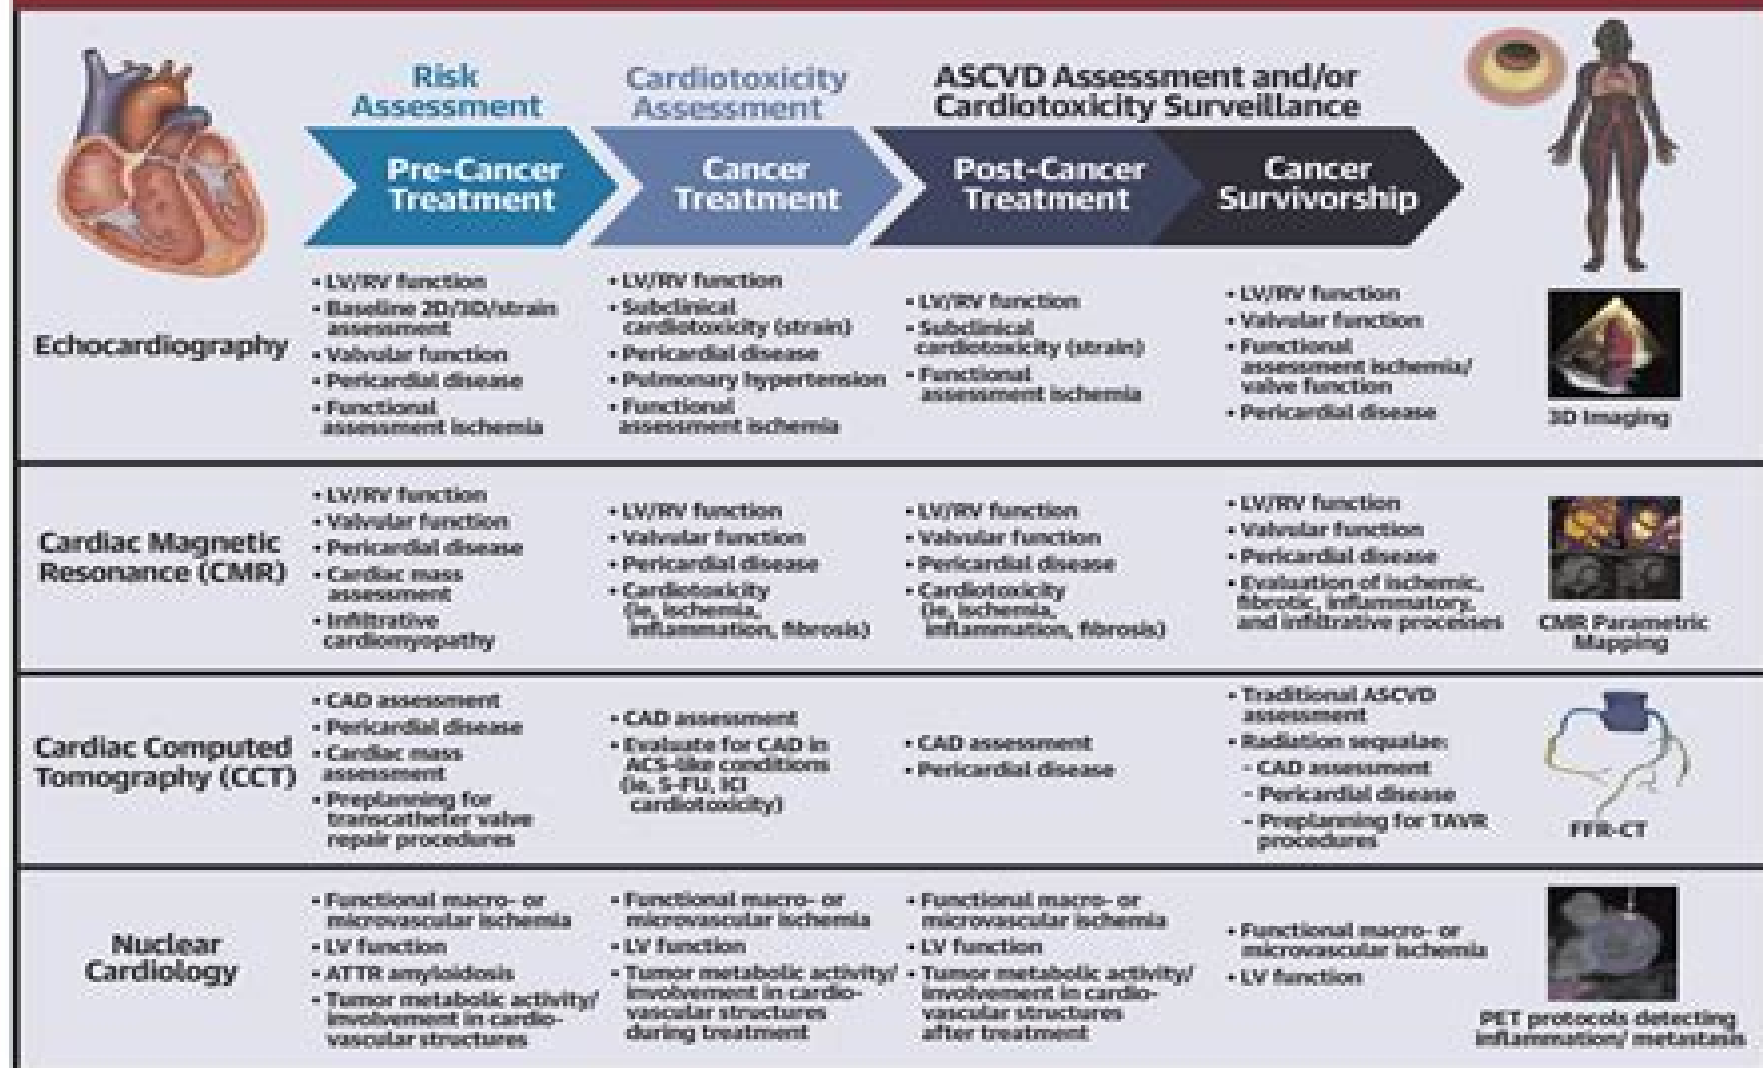 Risk
Assessment
Cardiotoxicity
Assessment
ASCVD Assessment and/or
Cardiotoxicity Surveillance
Pre-Cancer
Treatment
Cancer
Treatment
Post-Cancer
Treatment
Cancer
Survivorship
Echocardiography
• LV/RV function
• Baseline 2D/3D/strain
assessment
• Valvular function
• Pericardial disease
• Functional
assessment ischemia
• LV/RV function
• Subclinical
cardiotoxicity (strain)
• Pericardial disease
• Pulmonary hypertension
• Functional
assessment ischemia
• LV/RV function
• Subclinical
cardiotoxicity (strain)
• Functional
assessment ischemia
• LV/RV function
• Valvular function
• Functional
assessment ischemia/
valve function
• Pericardial disease
3D Imaging
Cardiac Magnetic
Resonance (CMR)
• LV/RV function
• Valvular function
• Pericardial disease
• Cardiac mass
assessment
• Infiltrative
cardiomyopathy
• LV/RV function
• Valvular function
• Pericardial disease
• Cardiotoxicity
(ie, ischemia,
inflammation, fibrosis)
• LV/RV function
• Valvular function
• Pericardial disease
• Cardiotoxicity
(ie, ischemia,
inflammation, fibrosis)
• LV/RV function
• Valvular function
• Pericardial disease
• Evaluation of ischemic,
fibrotic, inflammatory,
and infiltrative processes
CMR Parametric
Mapping
Cardiac Computed
Tomography (CCT)
• CAD assessment
• Pericardial disease
• Cardiac mass
assessment
• Preplanning for
transcatheter valve
repair procedures
• CAD assessment
• Evaluate for CAD in
ACS-like conditions
(ie, 5-FU, ICI
cardiotoxicity)
• CAD assessment
• Pericardial disease
• Traditional ASCVD
assessment
• Radiation sequalae:
- CAD assessment
- Pericardial disease
- Preplanning for TAVR
procedures
FFR-CT
Nuclear
Cardiology
• Functional macro- or
microvascular ischemia
• LV function
• ATTR amyloidosis
• Tumor metabolic activity/
involvement in cardio-
vascular structures
• Functional macro- or
microvascular ischemia
• LV function
• Tumor metabolic activity/
involvement in cardio-
vascular structures
during treatment
• Functional macro- or
microvascular ischemia
• LV function
• Tumor metabolic activity/
involvement in cardio-
vascular structures
after treatment
• Functional macro- or
microvascular ischemia
• LV function
PET protocols detecting
inflammation/ metastasis